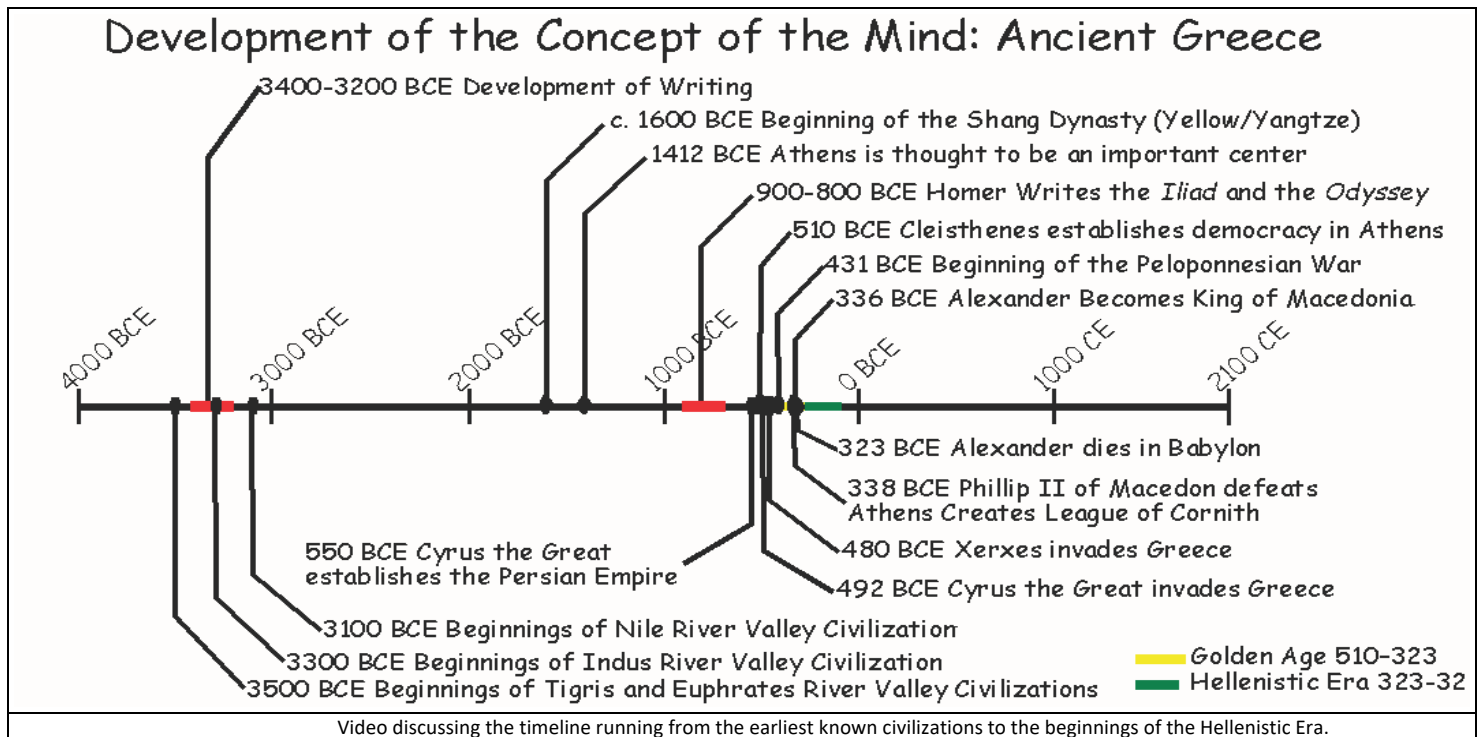 Development of the Concept of the Mind: Ancient Greece
3400-3200 BCE Development of Writing
c. 1600 BCE Beginning of the Shang Dynasty (Yellow/Yangtze)
1412 BCE Athens is thought to be an important center
900-800 BCE Homer Writes the Iliad and the Odyssey
510 BCE Cleisthenes establishes democracy in Athens
431 BCE Beginning of the Peloponnesian War
336 BCE Alexander Becomes King of Macedonia
4000 BCE
3000 BCE
2000 BCE
1000 BCE
0 BCE
1000 CE
2100 CE
323 BCE Alexander dies in Babylon
338 BCE Phillip II of Macedon defeats
Athens Creates League of Cornith
550 BCE Cyrus the Great
establishes the Persian Empire
480 BCE Xerxes invades Greece
492 BCE Cyrus the Great invades Greece
3100 BCE Beginnings of Nile River Valley Civilization
3300 BCE Beginnings of Indus River Valley Civilization
3500 BCE Beginnings of Tigris and Euphrates River Valley Civilizations
Golden Age 510-323
Hellenistic Era 323-32
Video discussing the timeline running from the earliest known civilizations to the beginnings of the Hellenistic Era.